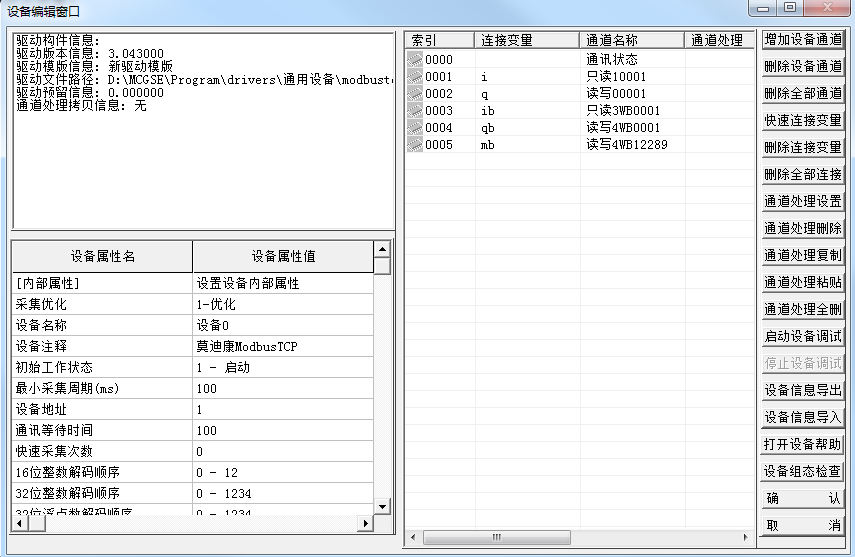 设备编辑窗口
驱动构件信息:
驱动版本信息: 3.043000
驱动模版信息: 新驱动模版
驱动文件路径: D:\MCGSE\Program\drivers\通用设备\modbustc
驱动预留信息: 0.000000
通道处理拷贝信息: 无
设备属性名 设备属性值
[内部属性] 设置设备内部属性
采集优化 1-优化
设备名称 设备0
设备注释 莫迪康ModbusTCP
初始工作状态 1 - 启动
最小采集周期(ms) 100
设备地址 1
通讯等待时间 100
快速采集次数 0
16位整数解码顺序 0 - 12
32位整数解码顺序 0 - 1234
32位浮点数解码顺序 0 - 1234
索引 连接变量 通道名称 通道处理
0000 通讯状态
0001 i 只读10001
0002 q 读写00001
0003 ib 只读3WB0001
0004 qb 读写4WB0001
0005 mb 读写4WB12289
增加设备通道
删除设备通道
删除全部通道
快速连接变量
删除连接变量
删除全部连接
通道处理设置
通道处理删除
通道处理复制
通道处理粘贴
通道处理全删
启动设备调试
停止设备调试
设备信息导出
设备信息导入
打开设备帮助
设备组态检查
确 认
取 消